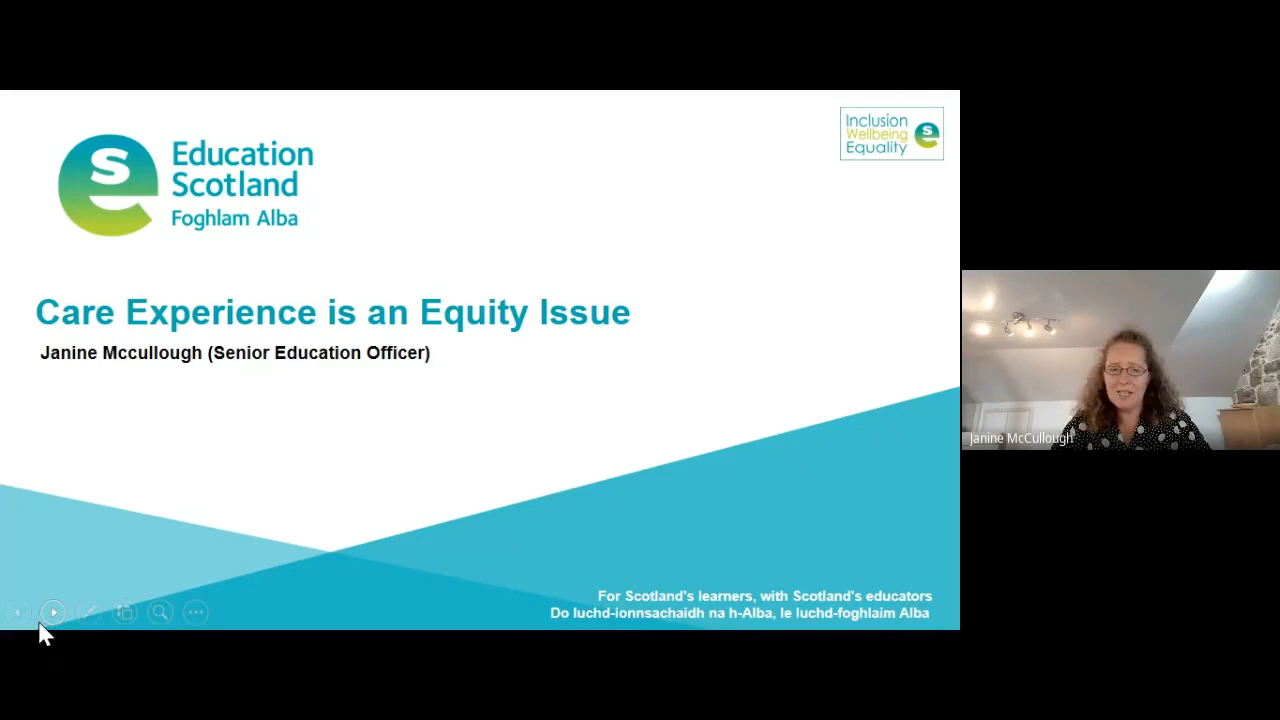 Education
Scotland
Foghlam Alba
Inclusion
Wellbeing
Equality
s
Care Experience is an Equity Issue
Janine Mccullough (Senior Education Officer)
Janine McCullough
For Scotland's learners, with Scotland's educators
Do luchd-ionnsachaidh na h-Alba, le luchd-foghlaim Alba